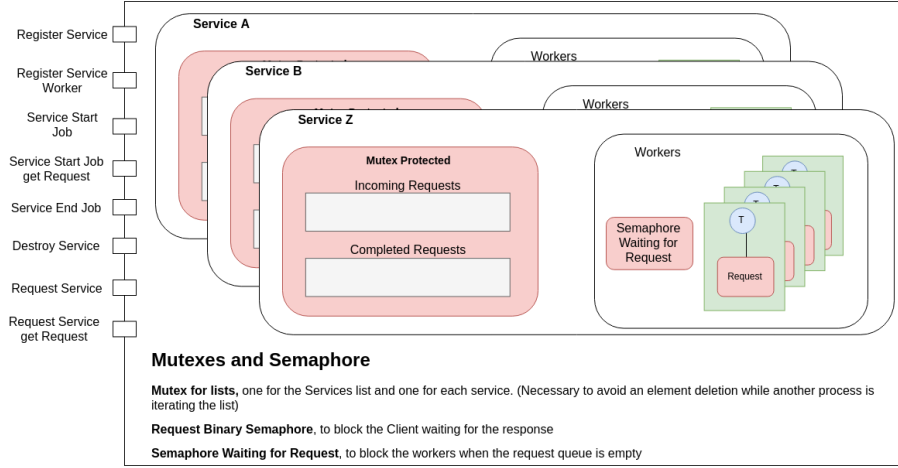 Register Service
Register Service
Worker
Service Start
Job
Service Start Job
get Request
Service End Job
Destroy Service
Request Service
Request Service
get Request
Service A
Workers
Service B
Workers
Service Z
Mutex Protected
Incoming Requests
Completed Requests
Workers
Semaphore
Waiting for
Request
T
T
T
T
Request
Mutexes and Semaphore
Mutex for lists, one for the Services list and one for each service. (Necessary to avoid an element deletion while another process is
iterating the list)
Request Binary Semaphore, to block the Client waiting for the response
Semaphore Waiting for Request, to block the workers when the request queue is empty